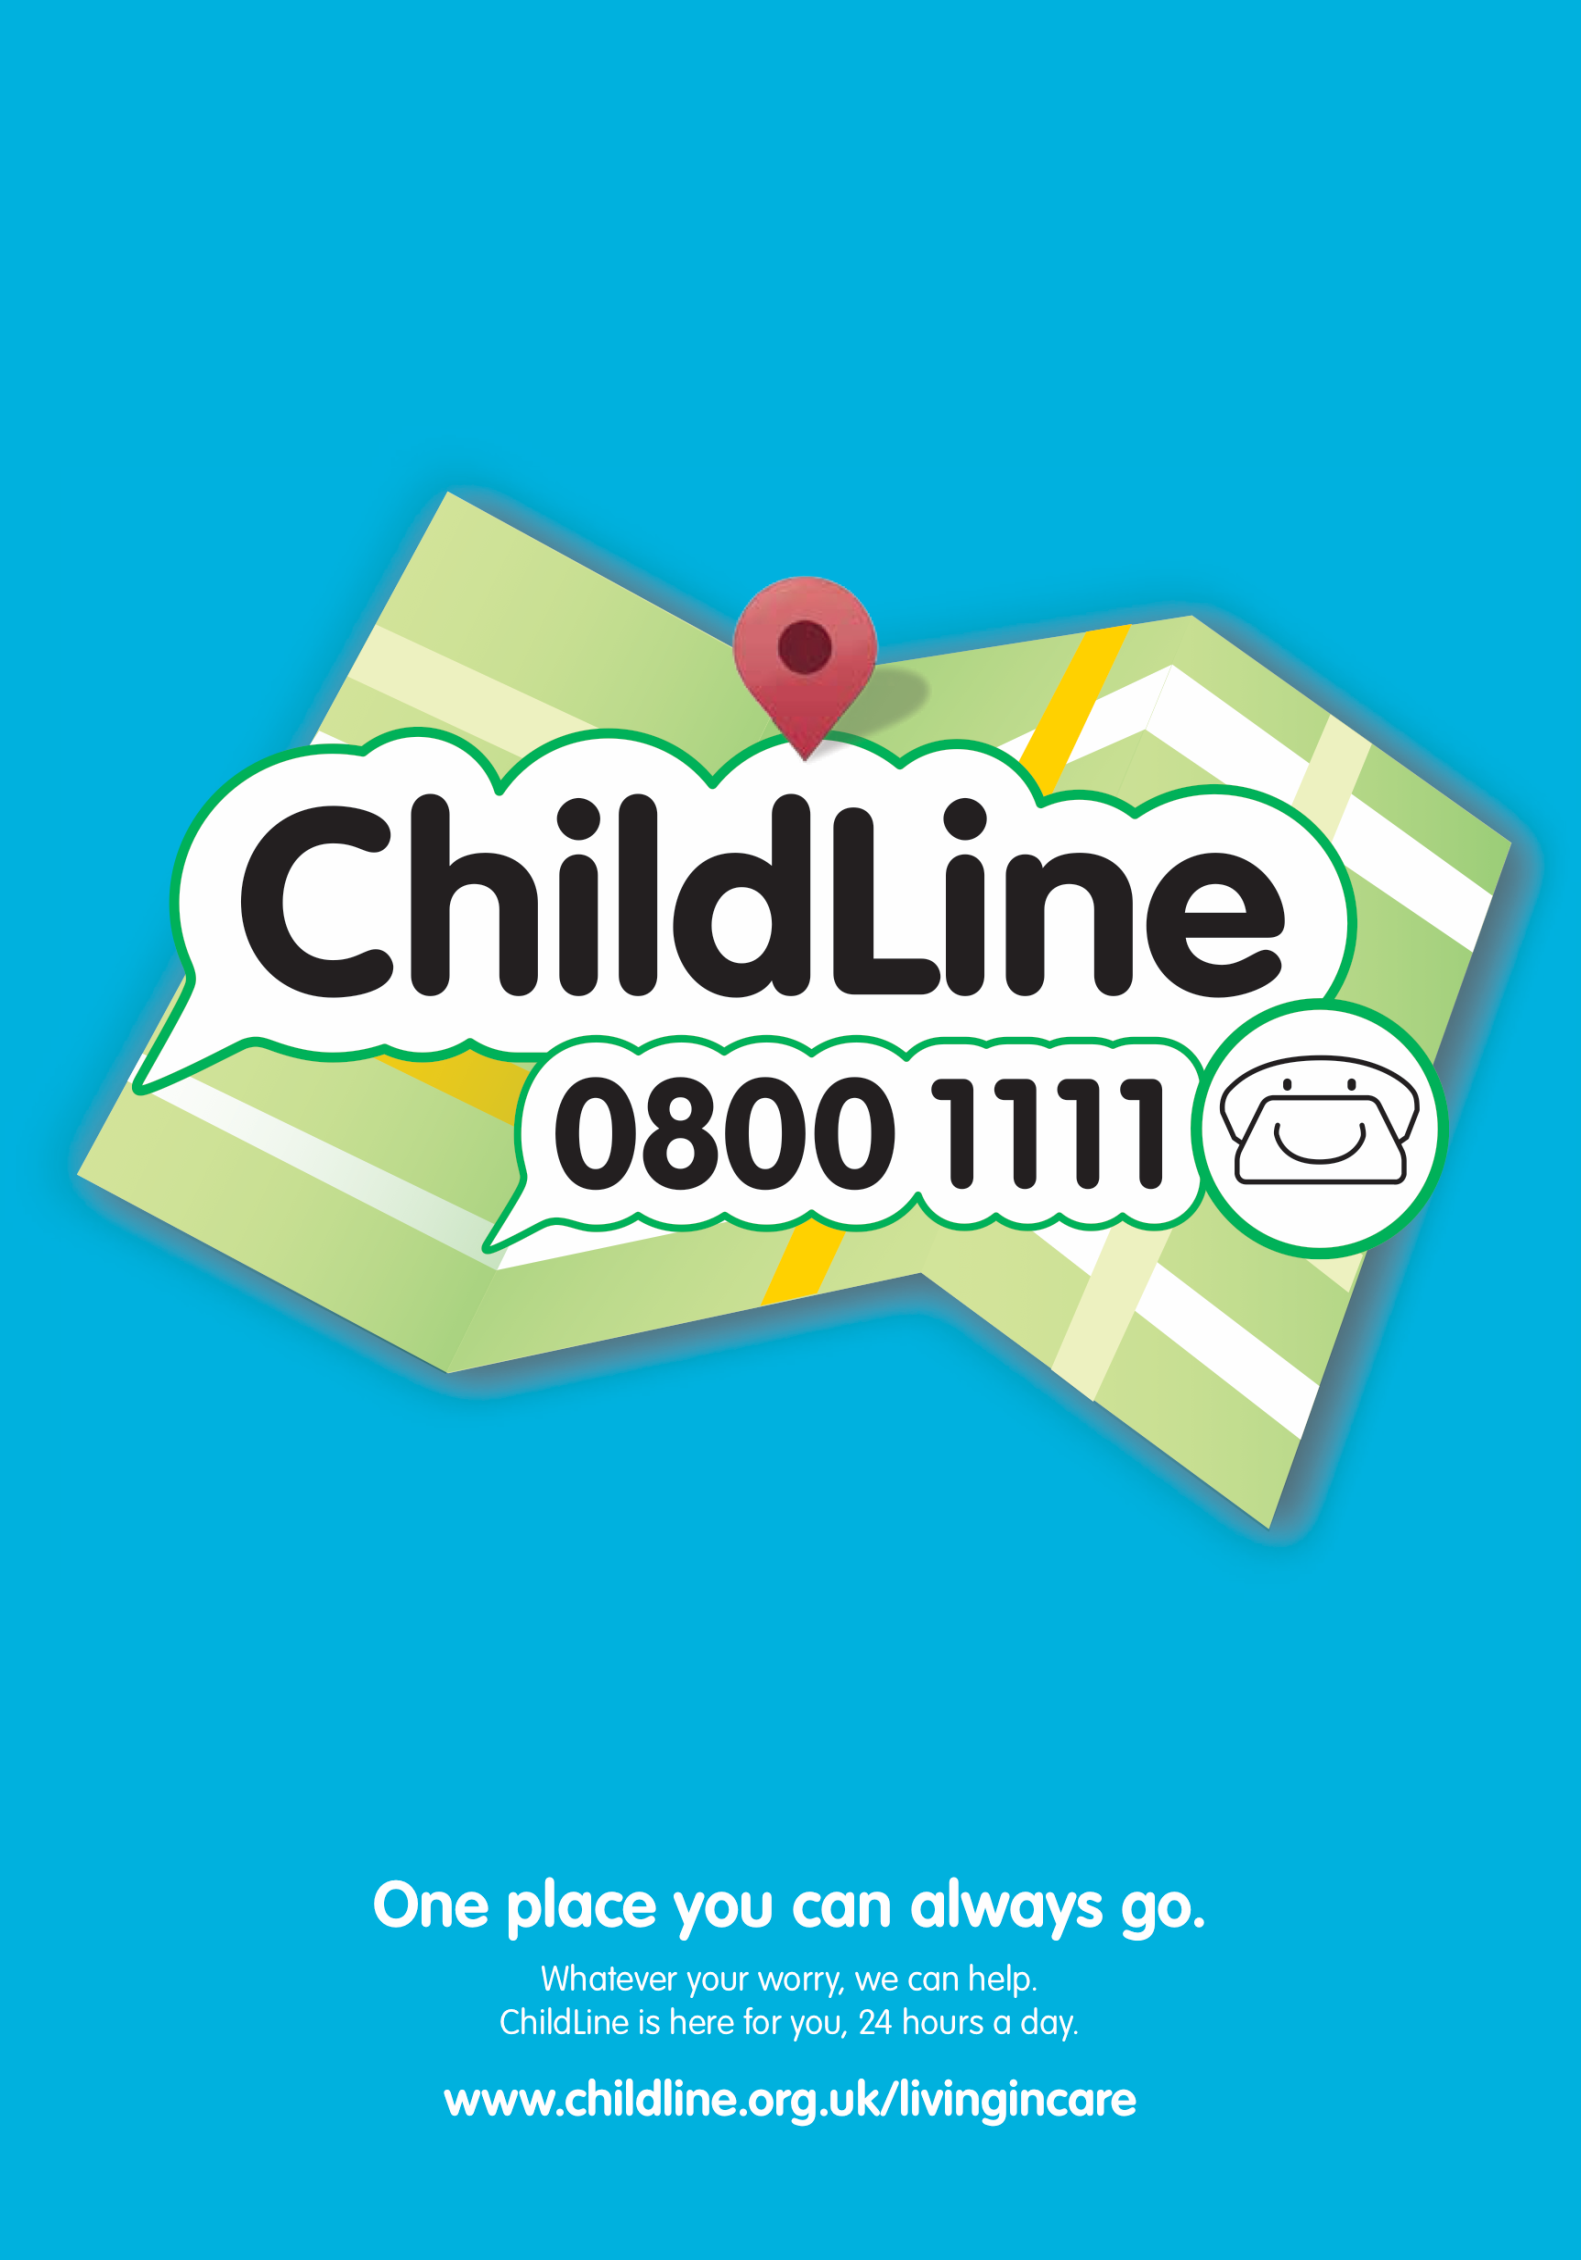 ChildLine
0800 1111
One place you can always go.
Whatever your worry, we can help.
ChildLine is here for you, 24 hours a day.
www.childline.org.uk/livingincare